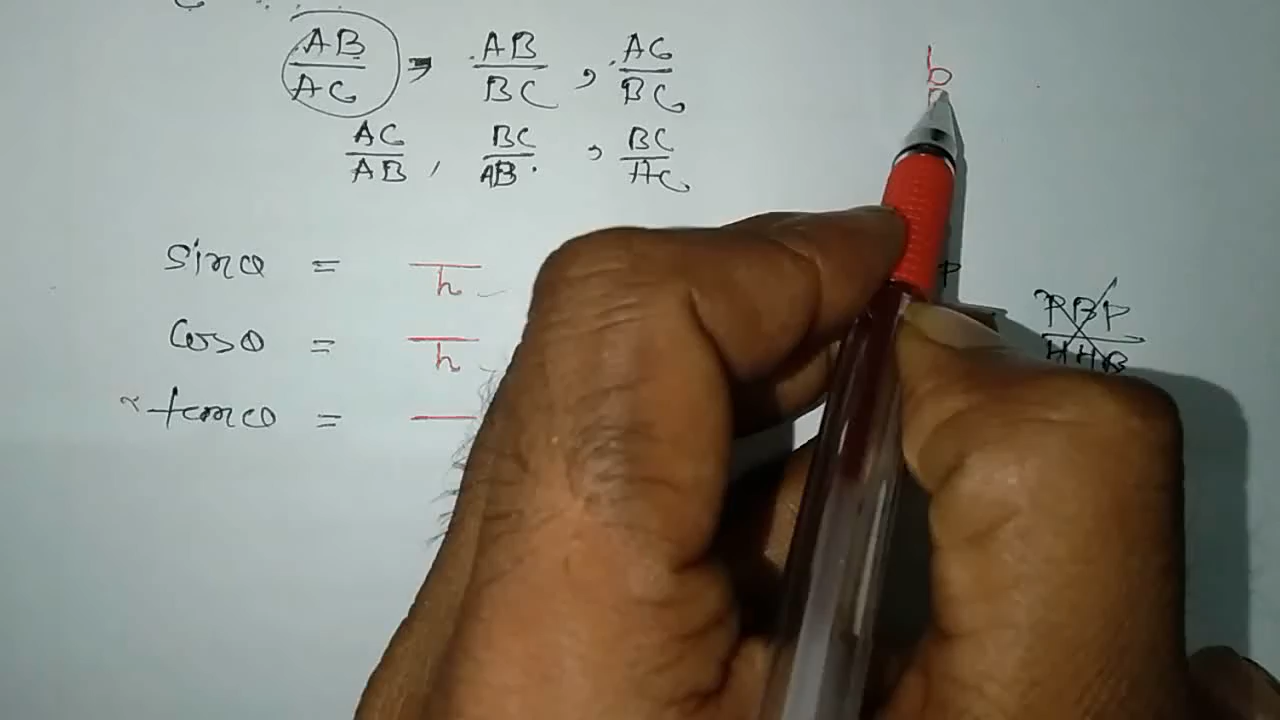 AB/AC, AB/BC, AC/BC
AC/AB, BC/AB, BC/AC
b
sinθ = /h
p
PBP/HHB
cosθ = /h
tanθ = /